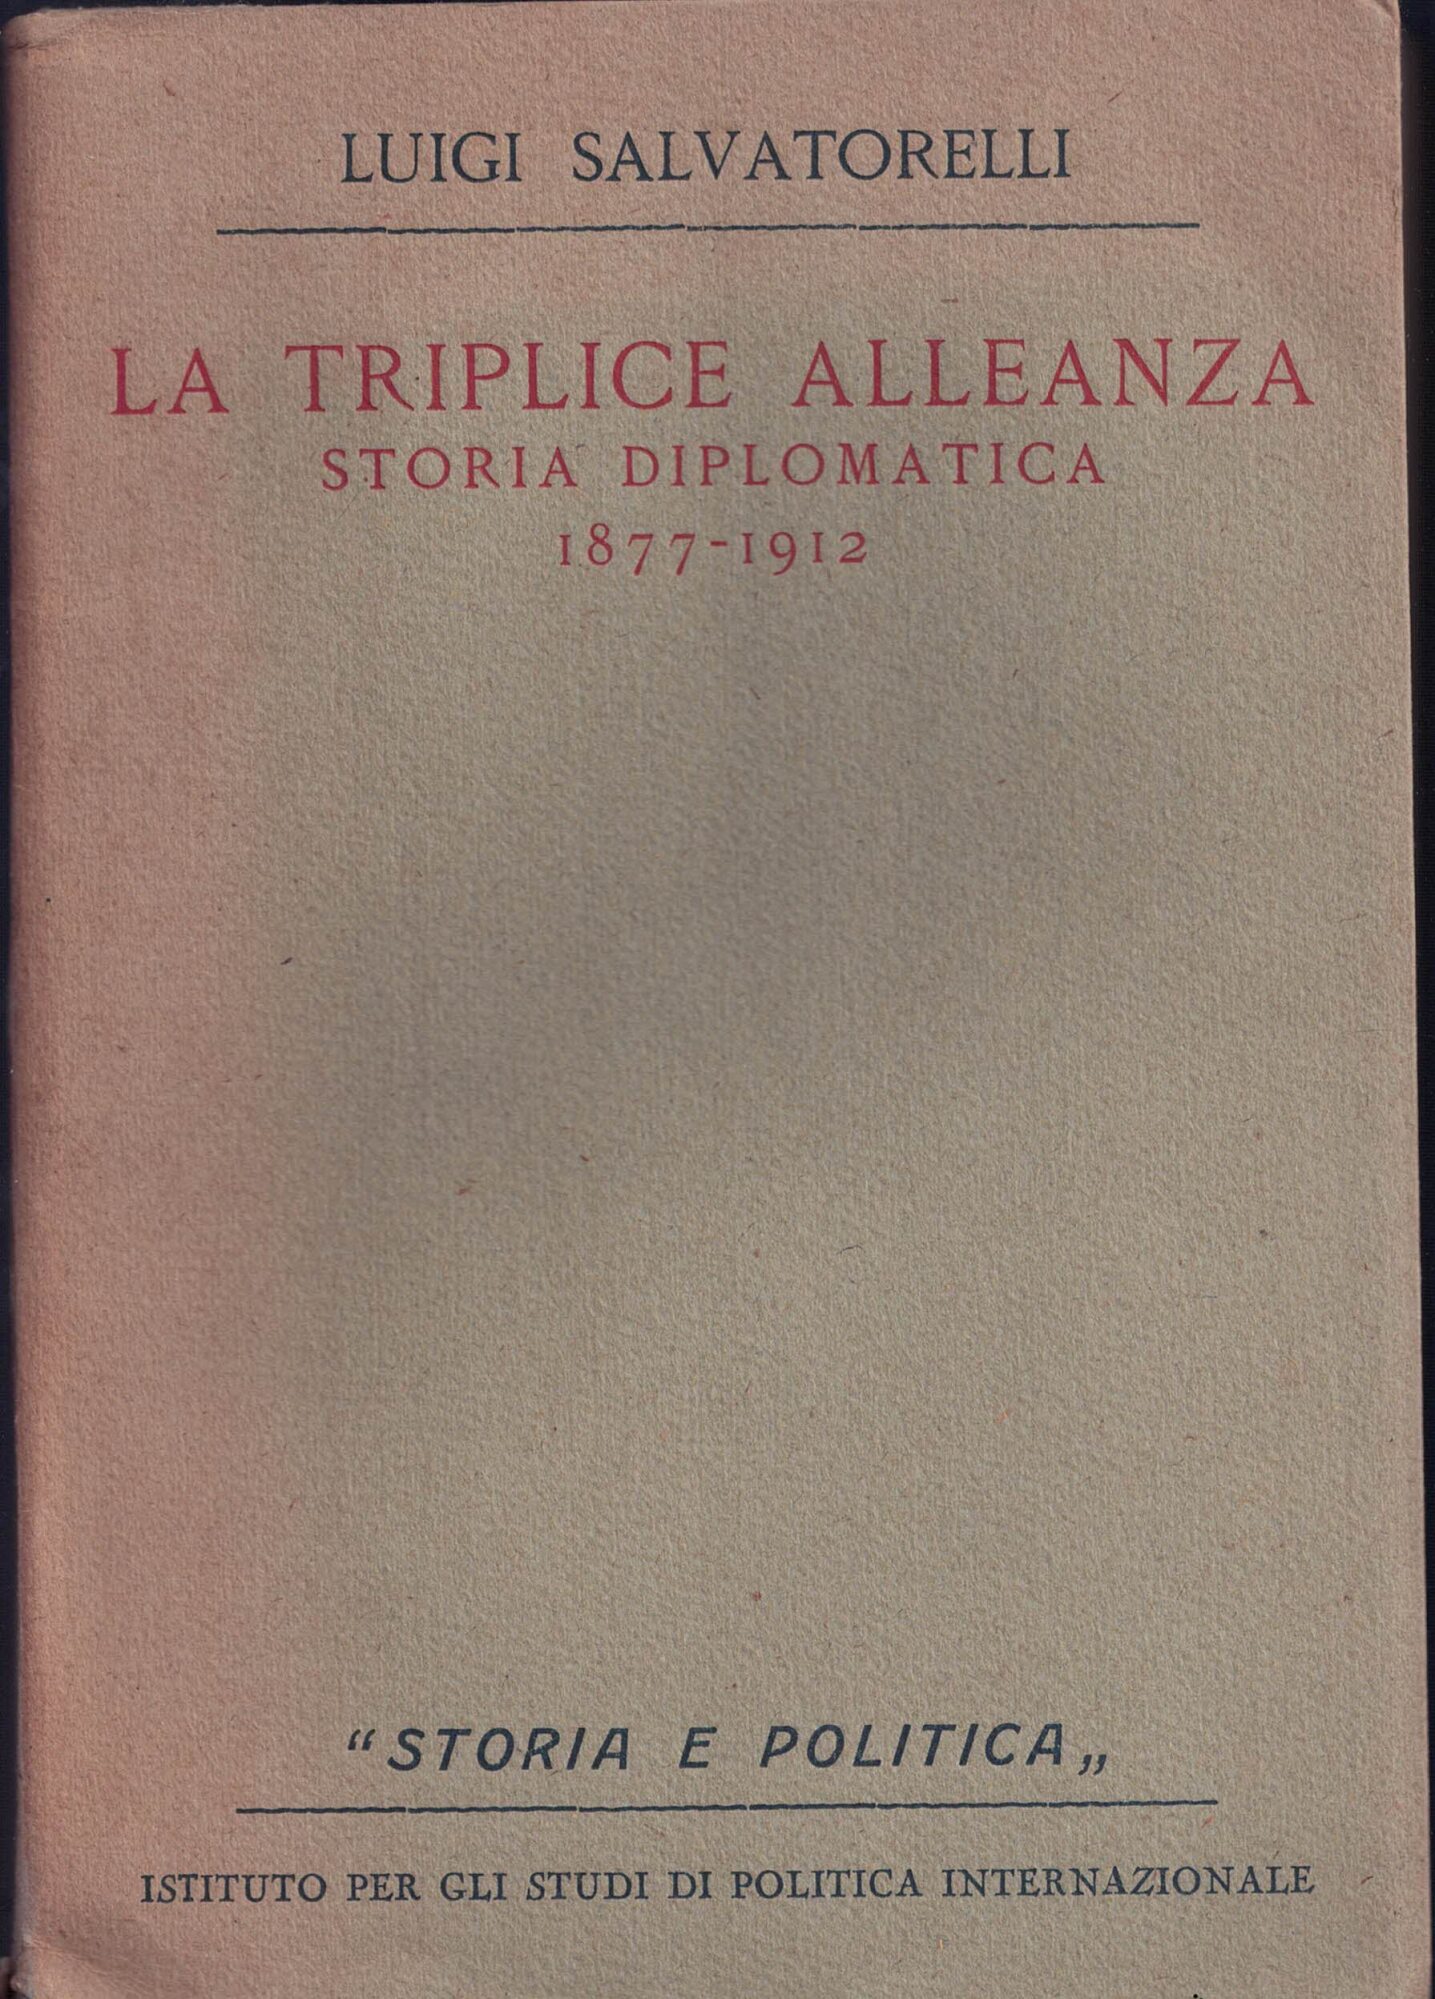 LUIGI SALVATORELLI
LA TRIPLICE ALLEANZA
STORIA DIPLOMATICA
1877-1912
“STORIA E POLITICA„
ISTITUTO PER GLI STUDI DI POLITICA INTERNAZIONALE